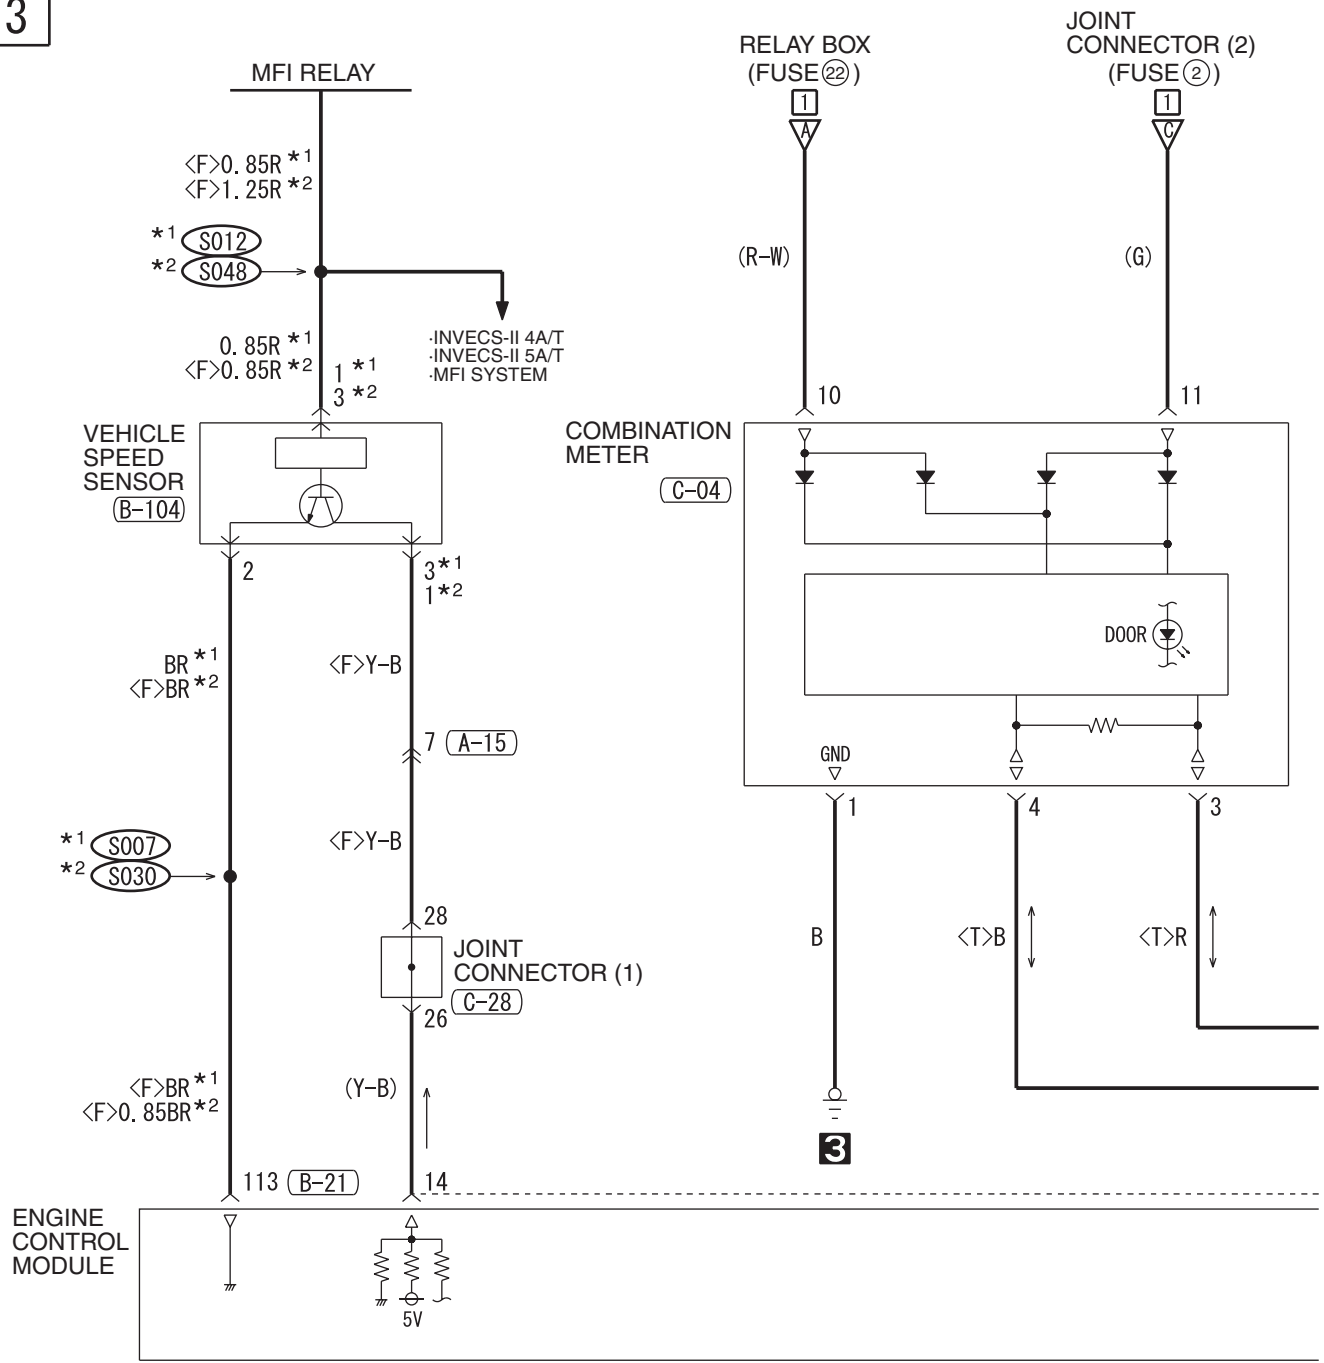 3
MFI RELAY
<F>0.85R *1
<F>1.25R *2
*1 S012
*2 S048
·INVECS-II 4A/T
·INVECS-II 5A/T
·MFI SYSTEM
0.85R *1
<F>0.85R *2
1 *1
3 *2
VEHICLE
SPEED
SENSOR
B-104
2
3*1
1*2
BR*1
<F>BR*2
<F>Y-B
7 A-15
*1 S007
*2 S030
<F>Y-B
28
JOINT
CONNECTOR (1)
C-28
26
<F>BR*1
<F>0.85BR*2
(Y-B)
113 B-21
14
ENGINE
CONTROL
MODULE
5V
RELAY BOX
(FUSE 22)
1
A
(R-W)
10
JOINT
CONNECTOR (2)
(FUSE 2)
1
C
(G)
11
COMBINATION
METER
C-04
DOOR
GND
1
4
3
B
<T>B
<T>R
3